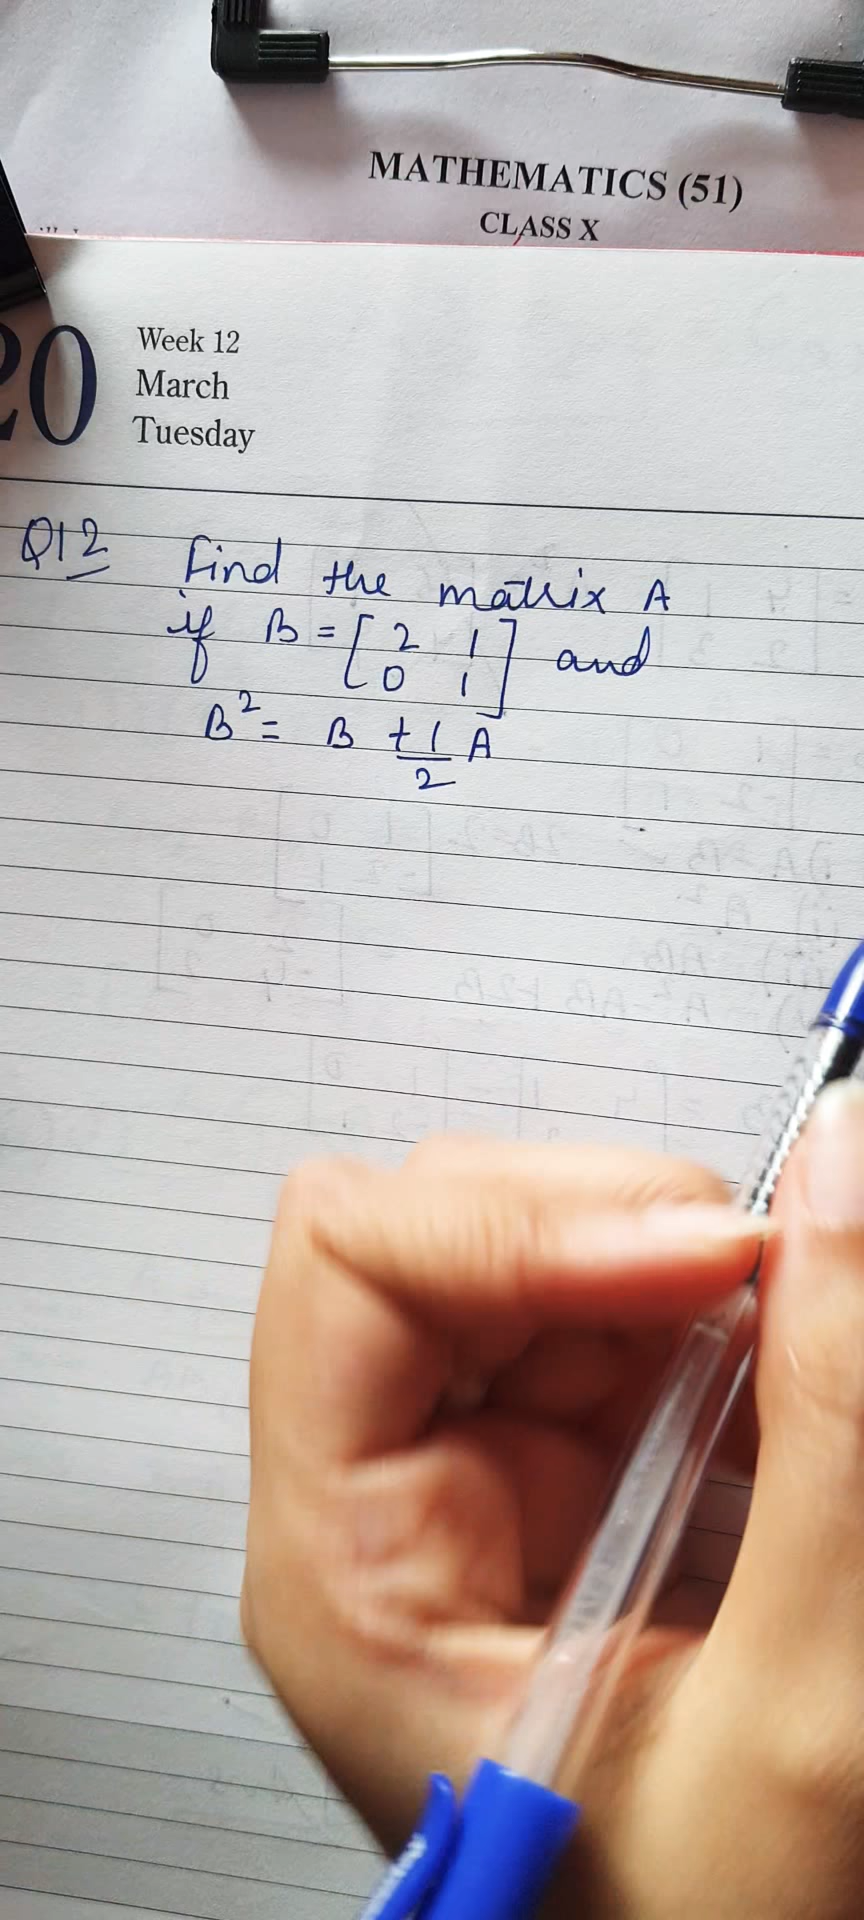 MATHEMATICS (51)
CLASS X
20
Week 12
March
Tuesday
Q12 Find the matrix A
if B = [ 2 1
0 1 ] and
B² = B + 1/2 A